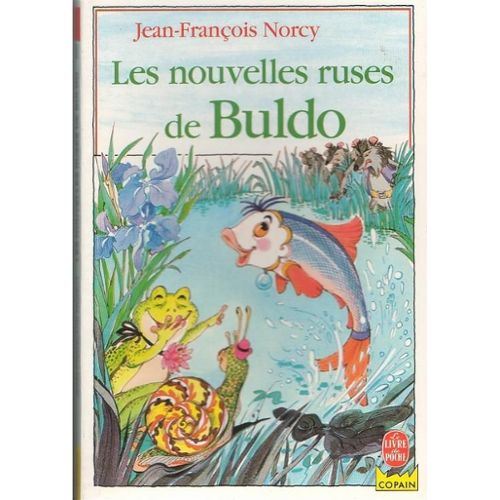 Jean-François Norcy
Les nouvelles ruses
de Buldo
Le
LIVRE
de
POCHE
COPAIN